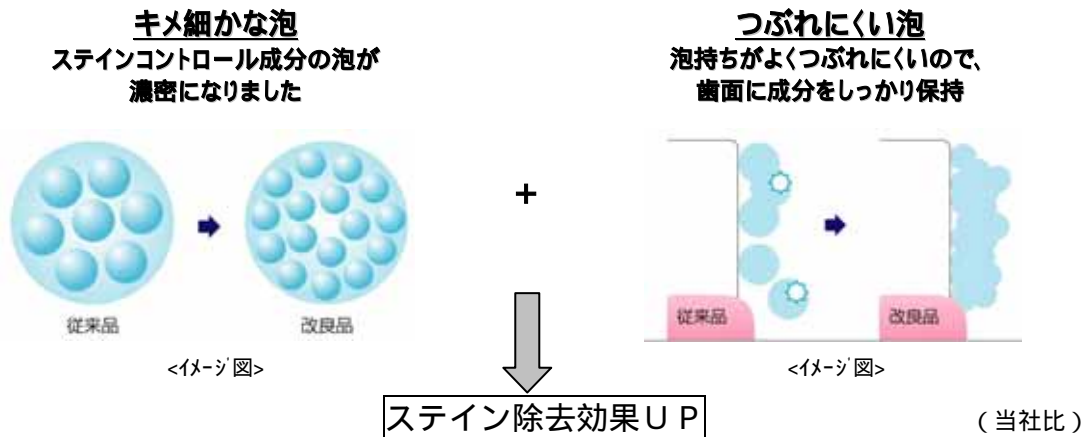 キメ細かな泡
ステインコントロール成分の泡が
濃密になりました
従来品
改良品
<イメージ図>
+
つぶれにくい泡
泡持ちがよくつぶれにくいので、
歯面に成分をしっかり保持
従来品
改良品
<イメージ図>
ステイン除去効果UP
(当社比)